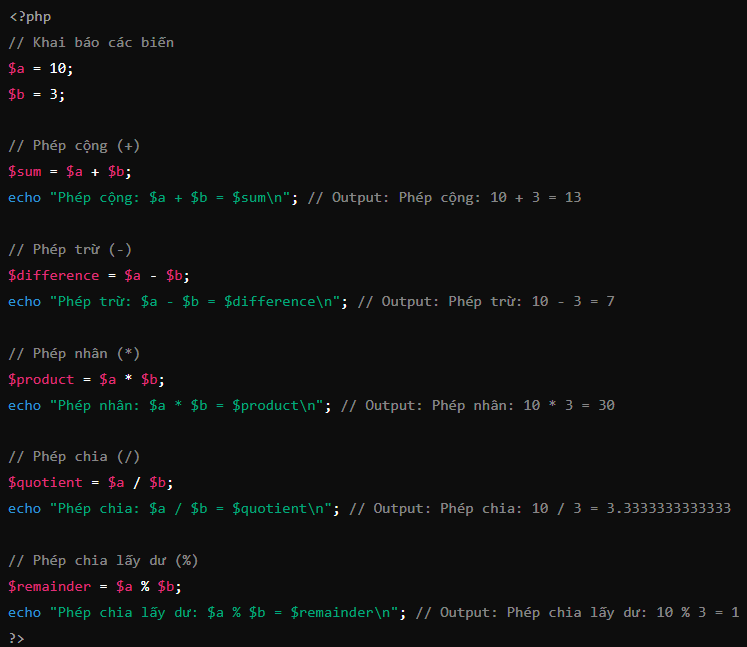 <?php
// Khai báo các biến
$a = 10;
$b = 3;
// Phép cộng (+)
$sum = $a + $b;
echo "Phép cộng: $a + $b = $sum\n"; // Output: Phép cộng: 10 + 3 = 13
// Phép trừ (-)
$difference = $a - $b;
echo "Phép trừ: $a - $b = $difference\n"; // Output: Phép trừ: 10 - 3 = 7
// Phép nhân (*)
$product = $a * $b;
echo "Phép nhân: $a * $b = $product\n"; // Output: Phép nhân: 10 * 3 = 30
// Phép chia (/)
$quotient = $a / $b;
echo "Phép chia: $a / $b = $quotient\n"; // Output: Phép chia: 10 / 3 = 3.3333333333333
// Phép chia lấy dư (%)
$remainder = $a % $b;
echo "Phép chia lấy dư: $a % $b = $remainder\n"; // Output: Phép chia lấy dư: 10 % 3 = 1
?>